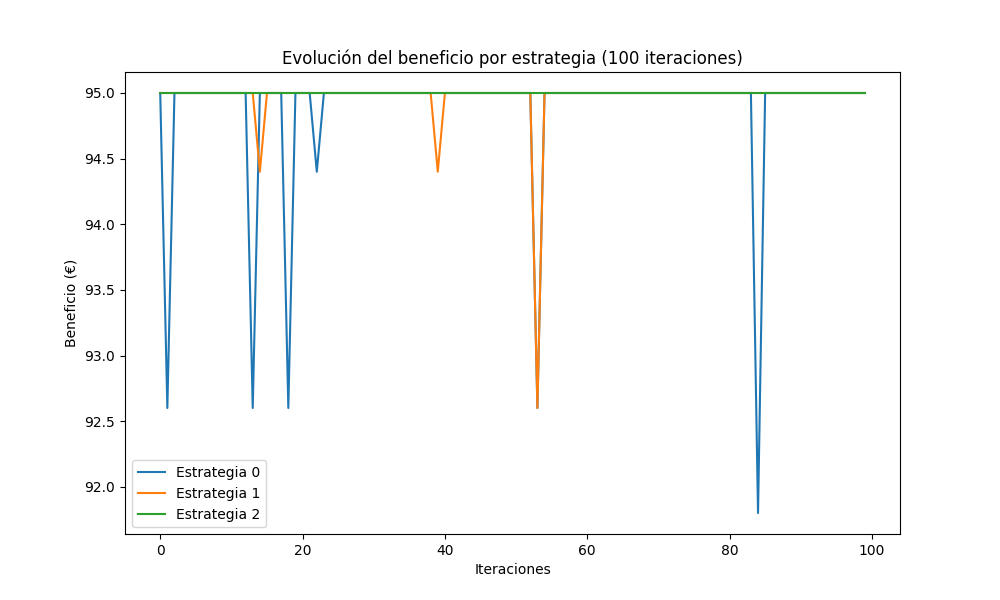 Evolución del beneficio por estrategia (100 iteraciones)
Beneficio (€)
95.0
94.5
94.0
93.5
93.0
92.5
92.0
Estrategia 0
Estrategia 1
Estrategia 2
0 20 40 60 80 100
Iteraciones